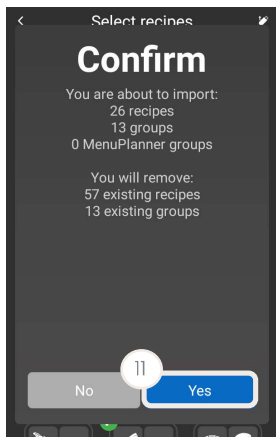 Select recipes
Confirm
You are about to import:
26 recipes
13 groups
0 MenuPlanner groups
You will remove:
57 existing recipes
13 existing groups
11
No
Yes